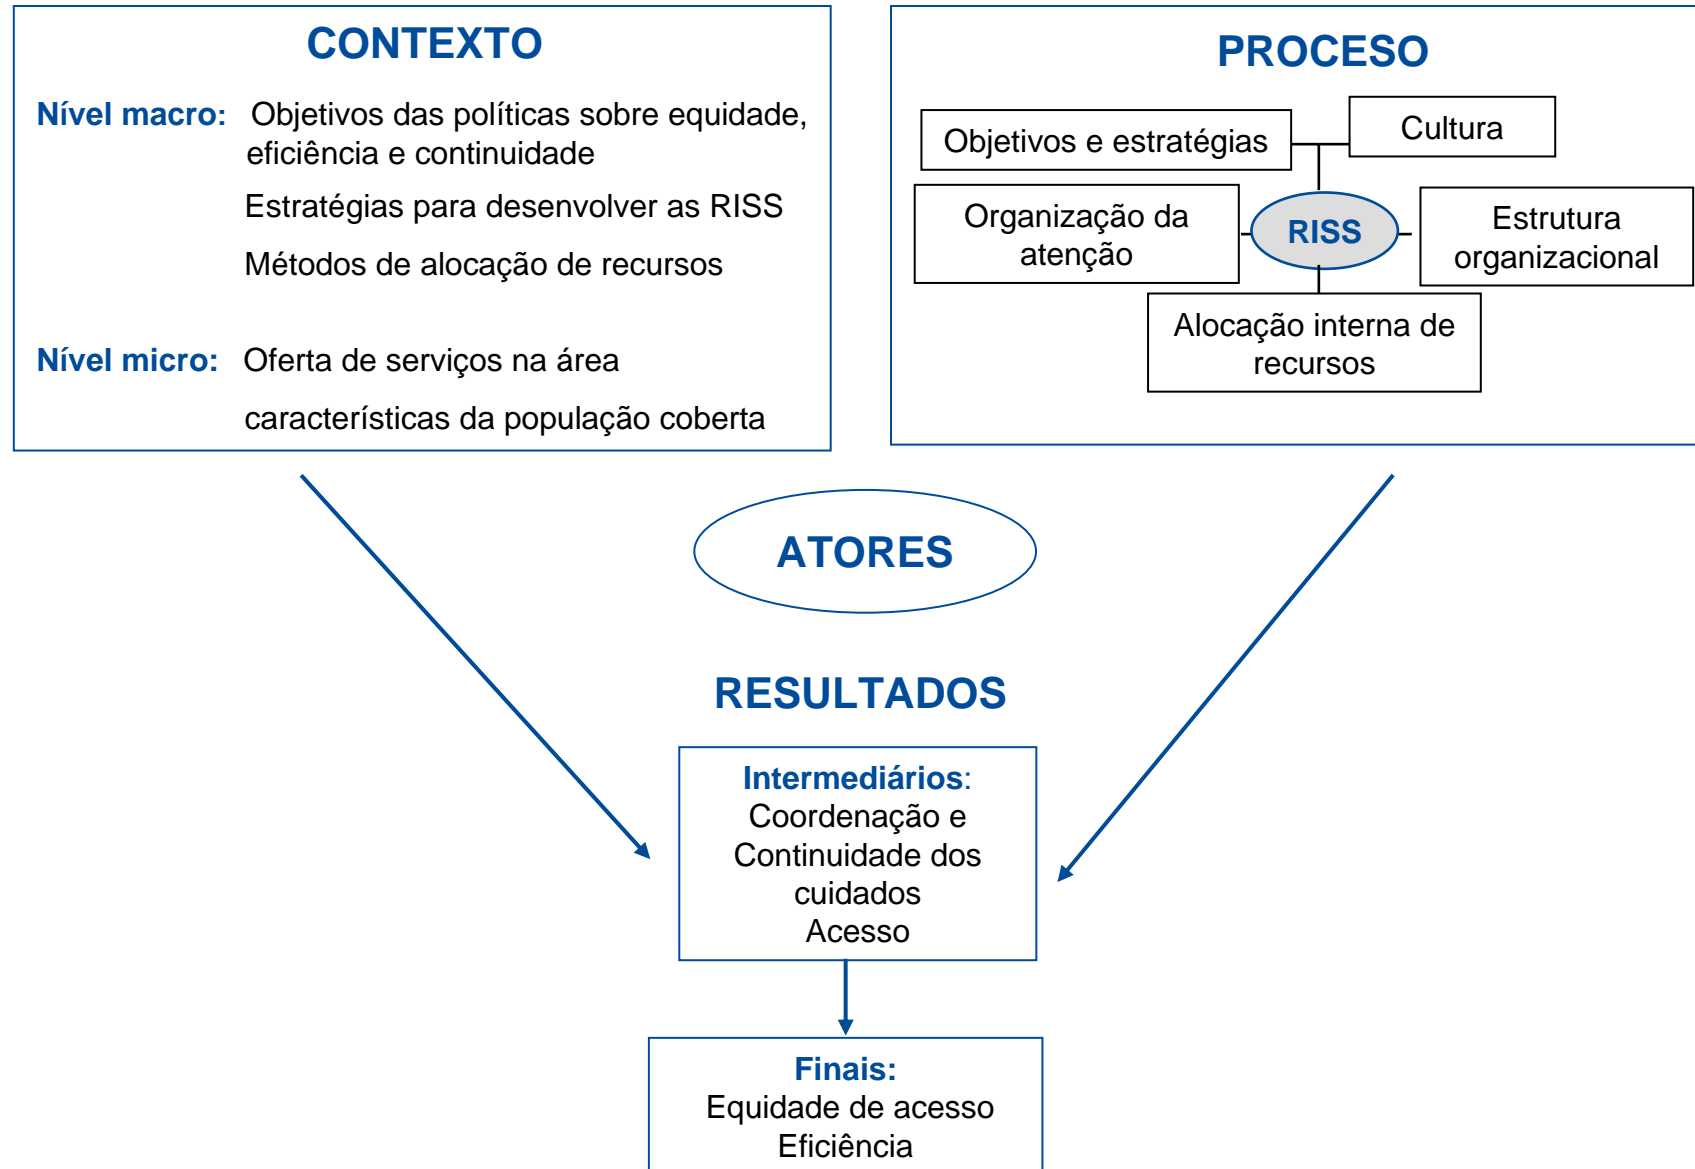 CONTEXTO
Nível macro: Objetivos das políticas sobre equidade,
eficiência e continuidade
Estratégias para desenvolver as RISS
Métodos de alocação de recursos
Nível micro: Oferta de serviços na área
características da população coberta
PROCESO
Objetivos e estratégias
Cultura
Organização da
atenção
RISS
Estrutura
organizacional
Alocação interna de
recursos
ATORES
RESULTADOS
Intermediários:
Coordenação e
Continuidade dos
cuidados
Acesso
Finais:
Equidade de acesso
Eficiência